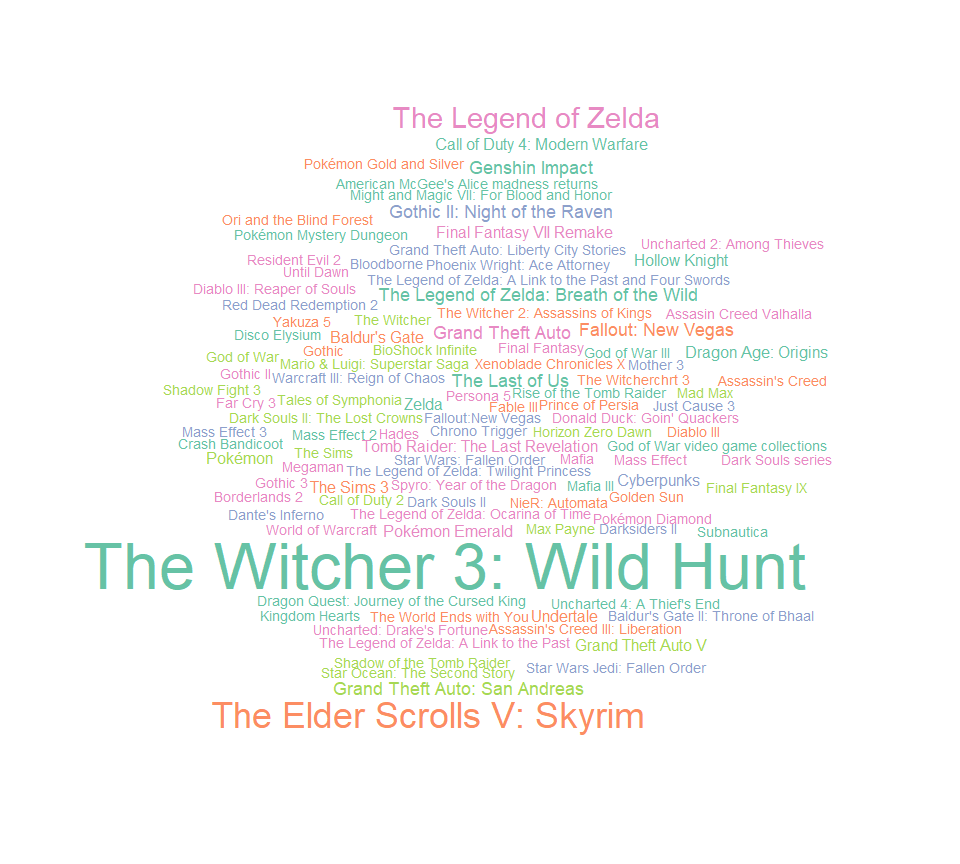 The Legend of Zelda
Call of Duty 4: Modern Warfare
Pokémon Gold and Silver Genshin Impact
American McGee's Alice madness returns
Might and Magic VII: For Blood and Honor
Gothic II: Night of the Raven
Ori and the Blind Forest
Pokémon Mystery Dungeon Final Fantasy VII Remake
Grand Theft Auto: Liberty City Stories Uncharted 2: Among Thieves
Resident Evil 2 Bloodborne Phoenix Wright: Ace Attorney Hollow Knight
Until Dawn
The Legend of Zelda: A Link to the Past and Four Swords
Diablo III: Reaper of Souls The Legend of Zelda: Breath of the Wild
Red Dead Redemption 2 The Witcher 2: Assassins of Kings Assasin Creed Valhalla
Yakuza 5 The Witcher
Disco Elysium Baldur's Gate Grand Theft Auto Fallout: New Vegas
God of War Gothic BioShock Infinite Final Fantasy God of War III Dragon Age: Origins
Mario & Luigi: Superstar Saga Xenoblade Chronicles X Mother 3
Gothic II Warcraft III: Reign of Chaos The Last of Us The Witcherchrt 3 Assassin's Creed
Shadow Fight 3 Persona 5 Rise of the Tomb Raider Mad Max
Far Cry 3 Tales of Symphonia Zelda Fable III Prince of Persia Just Cause 3
Dark Souls II: The Lost Crowns Fallout:New Vegas Donald Duck: Goin' Quackers
Mass Effect 3 Mass Effect 2 Hades Chrono Trigger Horizon Zero Dawn Diablo III
Crash Bandicoot Tomb Raider: The Last Revelation God of War video game collections
Pokémon The Sims Star Wars: Fallen Order Mafia Mass Effect Dark Souls series
Megaman The Legend of Zelda: Twilight Princess
Gothic 3 The Sims 3 Spyro: Year of the Dragon Mafia III Cyberpunks Final Fantasy IX
Borderlands 2 Call of Duty 2 Dark Souls II NieR: Automata Golden Sun
Dante's Inferno The Legend of Zelda: Ocarina of Time Pokémon Diamond
World of Warcraft Pokémon Emerald Max Payne Darksiders II Subnautica
The Witcher 3: Wild Hunt
Dragon Quest: Journey of the Cursed King Uncharted 4: A Thief's End
Kingdom Hearts The World Ends with You Undertale Baldur's Gate II: Throne of Bhaal
Uncharted: Drake's Fortune Assassin's Creed III: Liberation
The Legend of Zelda: A Link to the Past Grand Theft Auto V
Shadow of the Tomb Raider Star Wars Jedi: Fallen Order
Star Ocean: The Second Story
Grand Theft Auto: San Andreas
The Elder Scrolls V: Skyrim